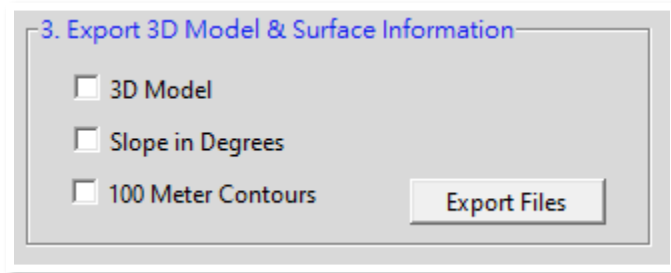 3. Export 3D Model & Surface Information
3D Model
Slope in Degrees
100 Meter Contours
Export Files